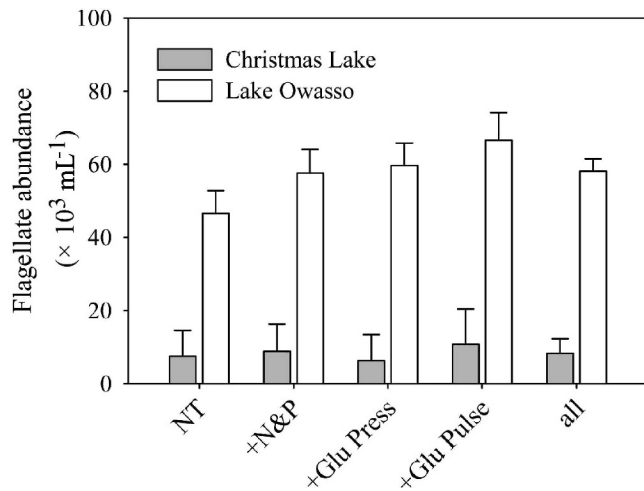 Flagellate abundance
(× 10³ mL⁻¹)
100
80
60
40
20
0
Christmas Lake
Lake Owasso
NT
+N&P
+Glu Press
+Glu Pulse
all